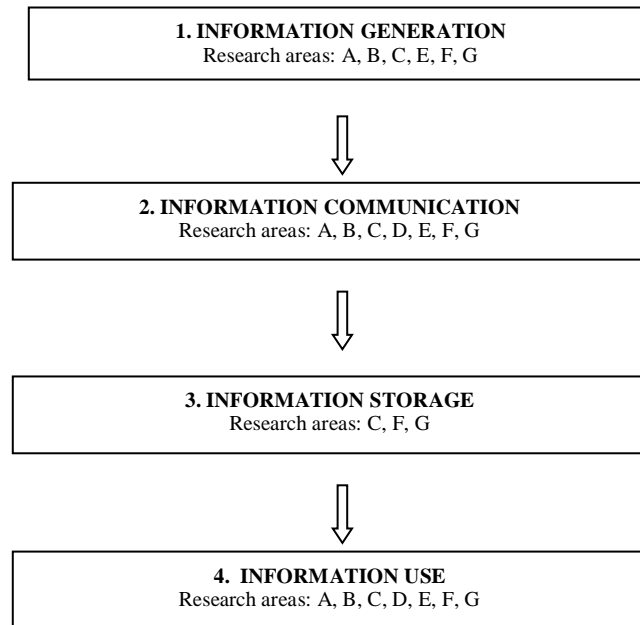 1. INFORMATION GENERATION
Research areas: A, B, C, E, F, G
2. INFORMATION COMMUNICATION
Research areas: A, B, C, D, E, F, G
3. INFORMATION STORAGE
Research areas: C, F, G
4. INFORMATION USE
Research areas: A, B, C, D, E, F, G